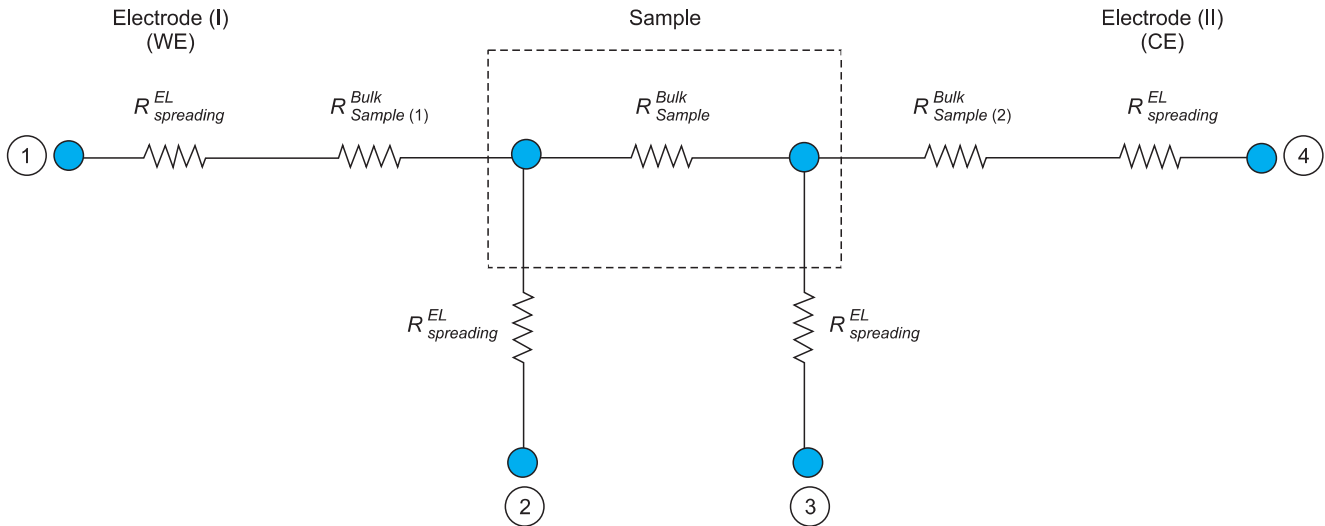 Electrode (I)
(WE)
Sample
Electrode (II)
(CE)
R EL spreading
R Bulk Sample (1)
R Bulk Sample
R Bulk Sample (2)
R EL spreading
1
4
R EL spreading
R EL spreading
2
3